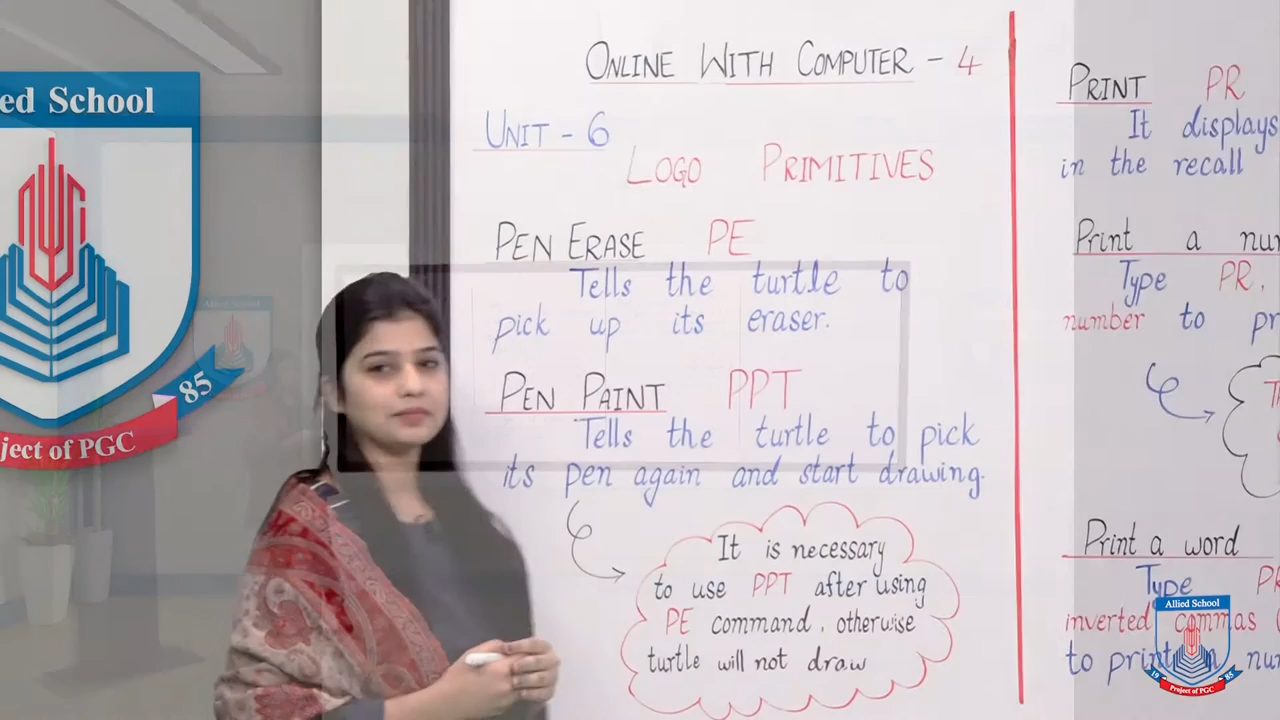 ed School
85
ject of PGC
ONLINE WITH COMPUTER - 4
UNIT - 6
LOGO PRIMITIVES
PEN ERASE PE
Tells the turtle to
pick up its eraser.
PEN PAINT PPT
Tells the turtle to pick
its pen again and start drawing.
It is necessary
to use PPT after using
PE command, otherwise
turtle will not draw
PRINT PR
It displays
in the recall
Print a nu
Type PR,
number to pr
Print a word
Type
inverted commas
to print a nu
Allied School
19 85
Project of PGC